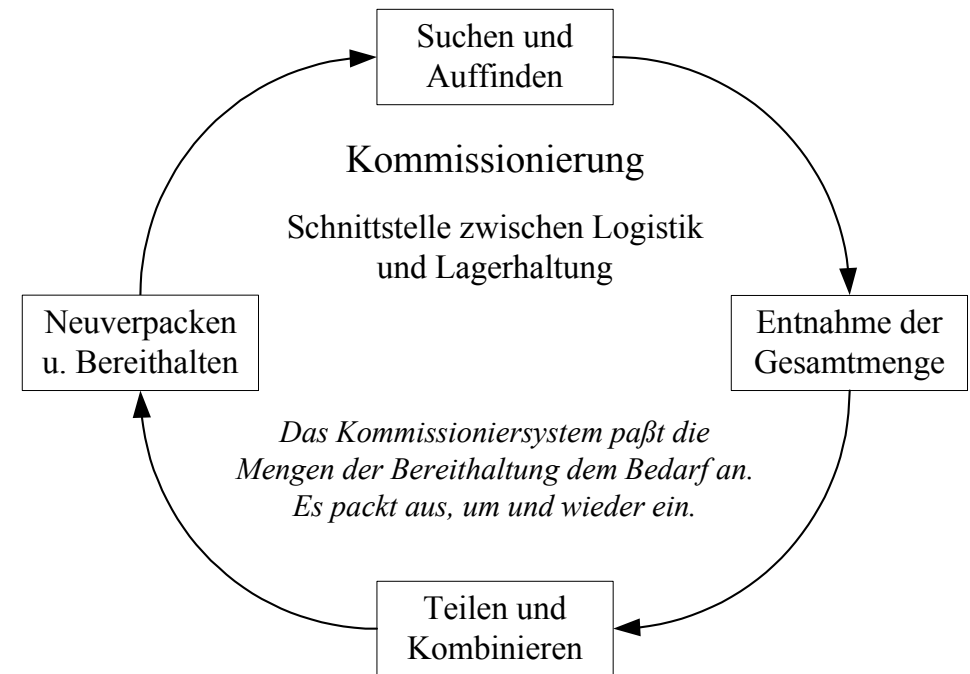 Suchen und
Auffinden
Kommissionierung
Schnittstelle zwischen Logistik
und Lagerhaltung
Neuverpacken
u. Bereithalten
Entnahme der
Gesamtmenge
Das Kommissioniersystem paßt die
Mengen der Bereithaltung dem Bedarf an.
Es packt aus, um und wieder ein.
Teilen und
Kombinieren